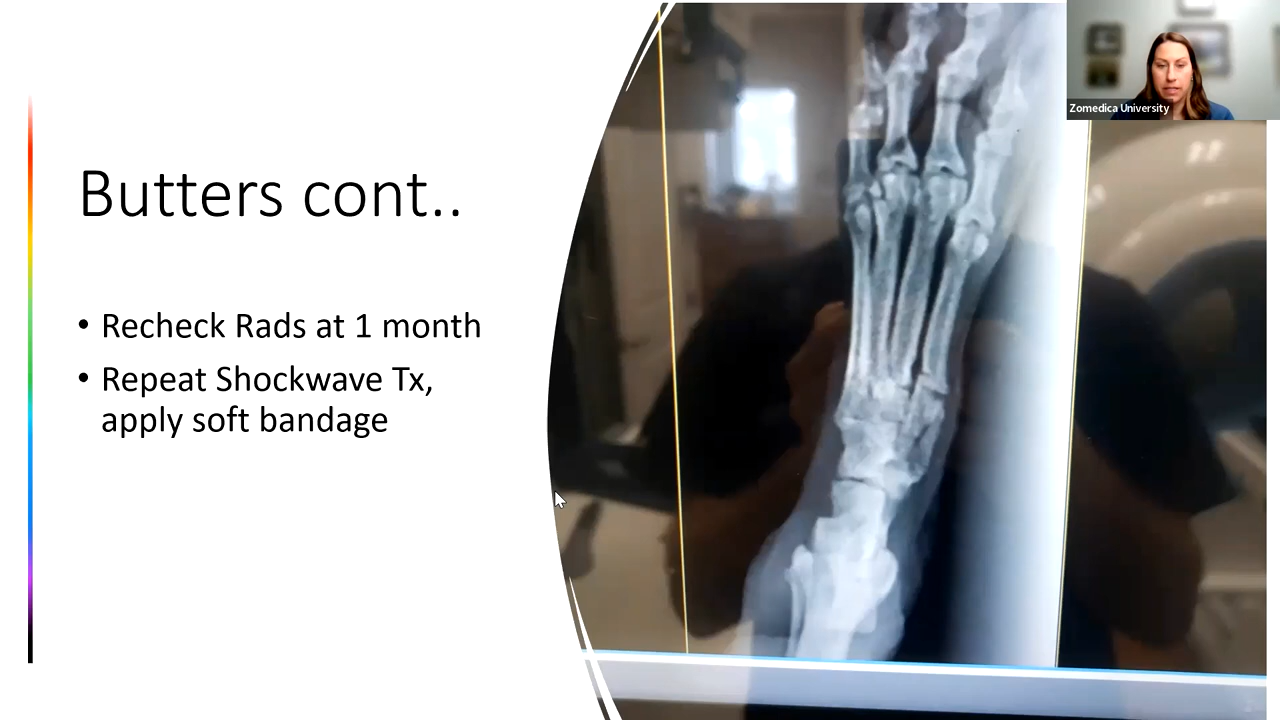 Butters cont..
• Recheck Rads at 1 month
• Repeat Shockwave Tx,
apply soft bandage
Zomedica University